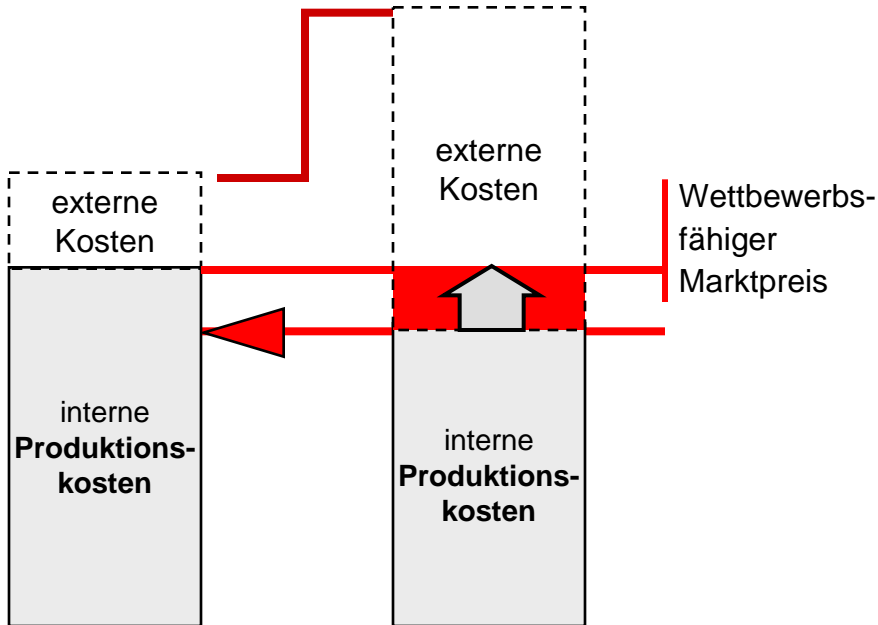 externe
Kosten
interne
Produktions-
kosten
externe
Kosten
interne
Produktions-
kosten
Wettbewerbs-
fähiger
Marktpreis